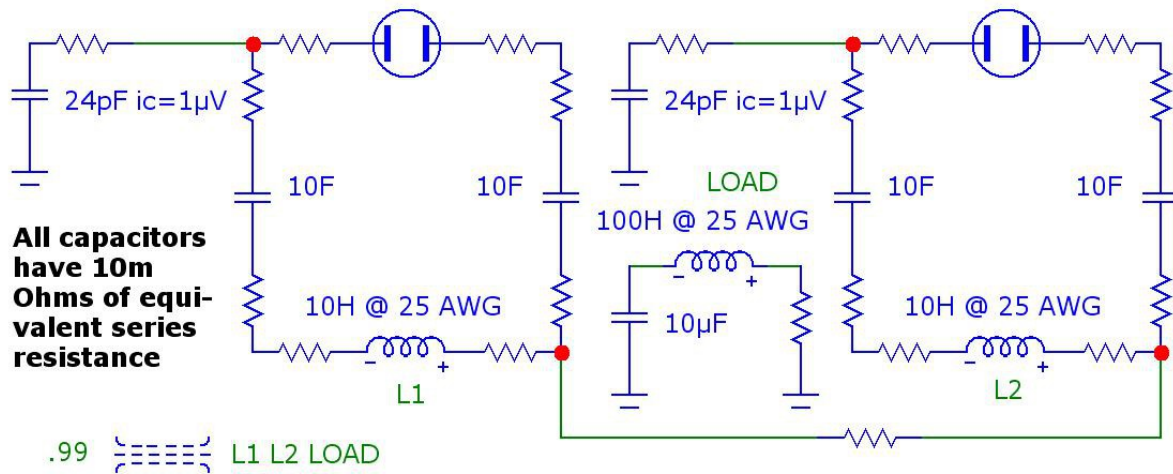 24pF ic=1µV
24pF ic=1µV
10F
10F
LOAD
10F
10F
100H @ 25 AWG
All capacitors
have 10m
Ohms of equi-
valent series
resistance
10H @ 25 AWG
10µF
10H @ 25 AWG
- +
- +
- +
L1
L2
.99
L1 L2 LOAD